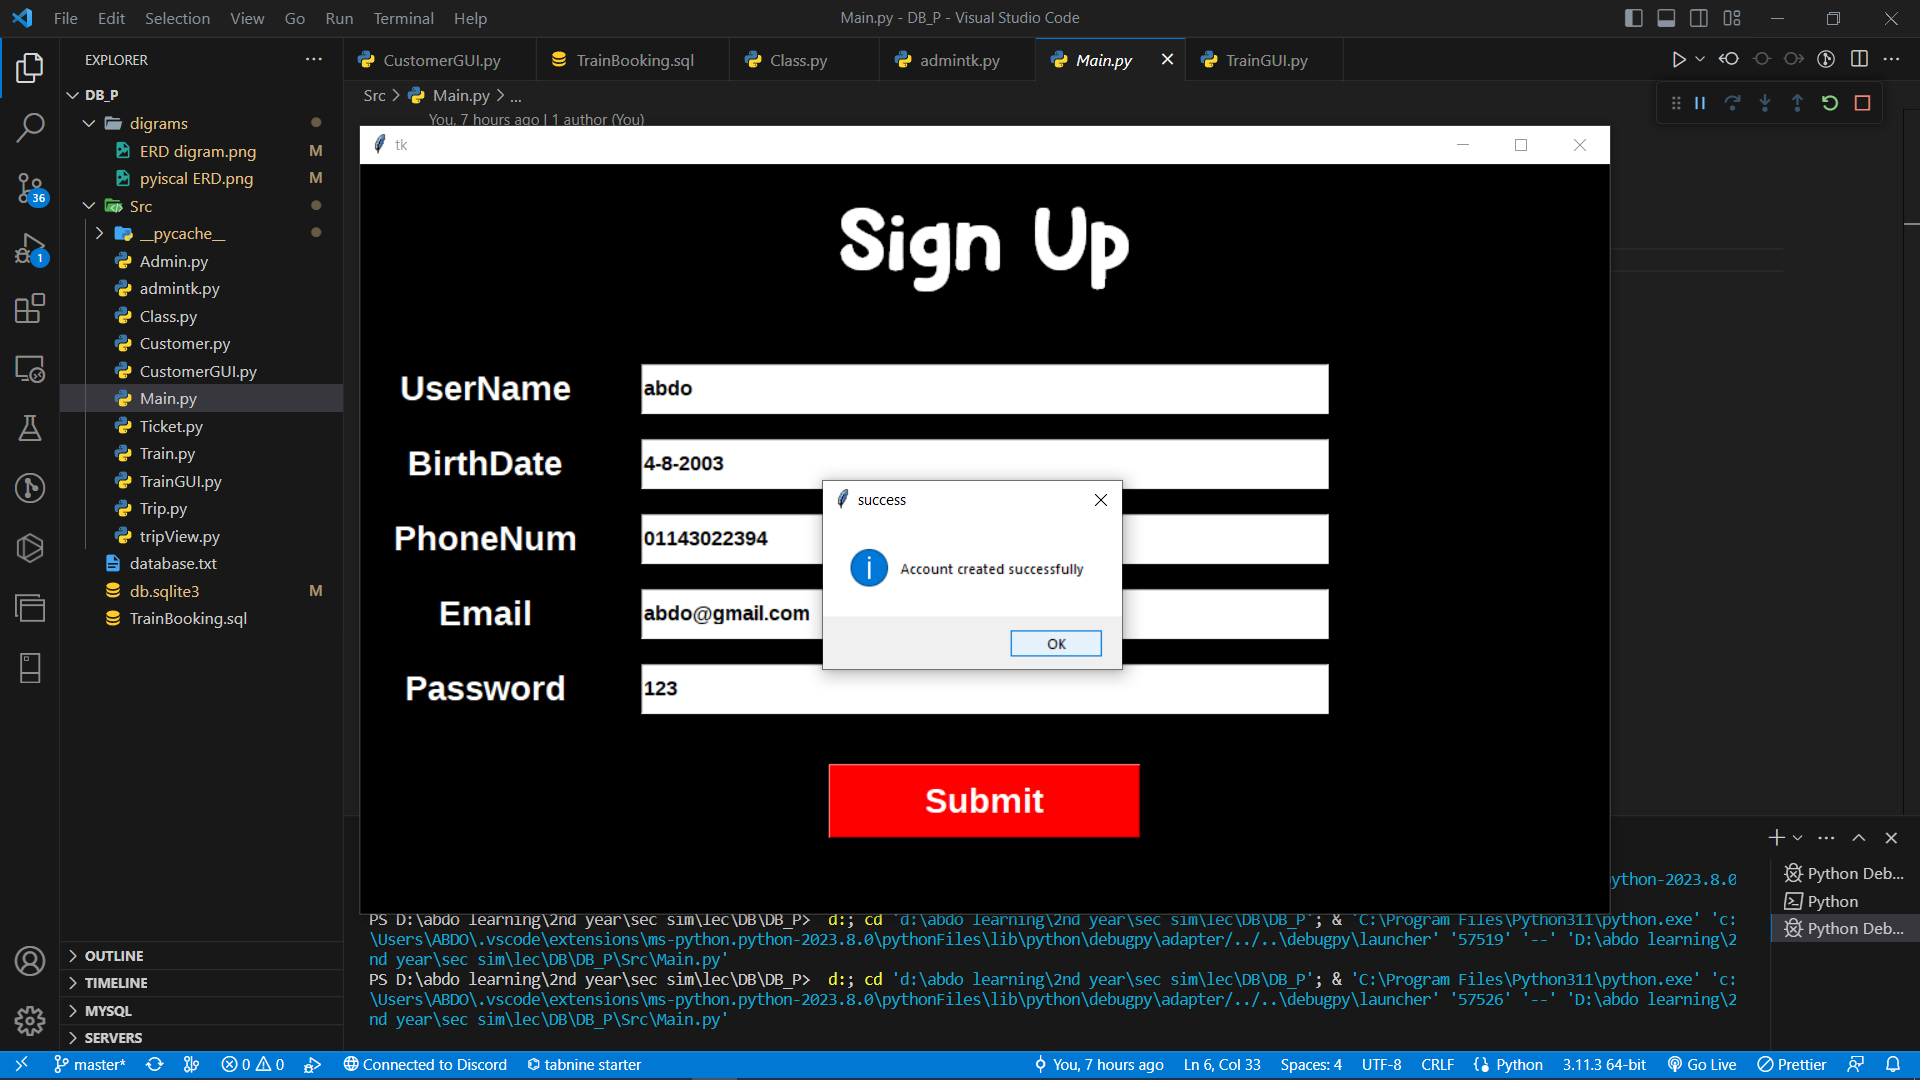 File Edit Selection View Go Run Terminal Help
Main.py - DB_P - Visual Studio Code
EXPLORER
CustomerGUI.py
TrainBooking.sql
Class.py
admintk.py
Main.py
TrainGUI.py
Src > Main.py > ...
You, 7 hours ago | 1 author (You)
DB_P
digrams
ERD digram.png M
pyiscal ERD.png M
Src
__pycache__
Admin.py
admintk.py
Class.py
Customer.py
CustomerGUI.py
Main.py
Ticket.py
Train.py
TrainGUI.py
Trip.py
tripView.py
database.txt
db.sqlite3 M
TrainBooking.sql
36
1
OUTLINE
TIMELINE
MYSQL
SERVERS
tk
Sign Up
UserName abdo
BirthDate 4-8-2003
PhoneNum 01143022394
Email abdo@gmail.com
Password 123
success
Account created successfully
OK
Submit
ython-2023.8.0
PS D:\abdo learning\2nd year\sec sim\lec\DB\DB_P> d:; cd 'd:\abdo learning\2nd year\sec sim\lec\DB\DB_P'; & 'C:\Program Files\Python311\python.exe' 'c:
\Users\ABDO\.vscode\extensions\ms-python.python-2023.8.0\pythonFiles\lib\python\debugpy\adapter/../..\debugpy\launcher' '57519' '--' 'D:\abdo learning\2
nd year\sec sim\lec\DB\DB_P\Src\Main.py'
PS D:\abdo learning\2nd year\sec sim\lec\DB\DB_P> d:; cd 'd:\abdo learning\2nd year\sec sim\lec\DB\DB_P'; & 'C:\Program Files\Python311\python.exe' 'c:
\Users\ABDO\.vscode\extensions\ms-python.python-2023.8.0\pythonFiles\lib\python\debugpy\adapter/../..\debugpy\launcher' '57526' '--' 'D:\abdo learning\2
nd year\sec sim\lec\DB\DB_P\Src\Main.py'
Python Deb...
Python
Python Deb...
master* 0 0 Connected to Discord tabnine starter You, 7 hours ago Ln 6, Col 33 Spaces: 4 UTF-8 CRLF Python 3.11.3 64-bit Go Live Prettier